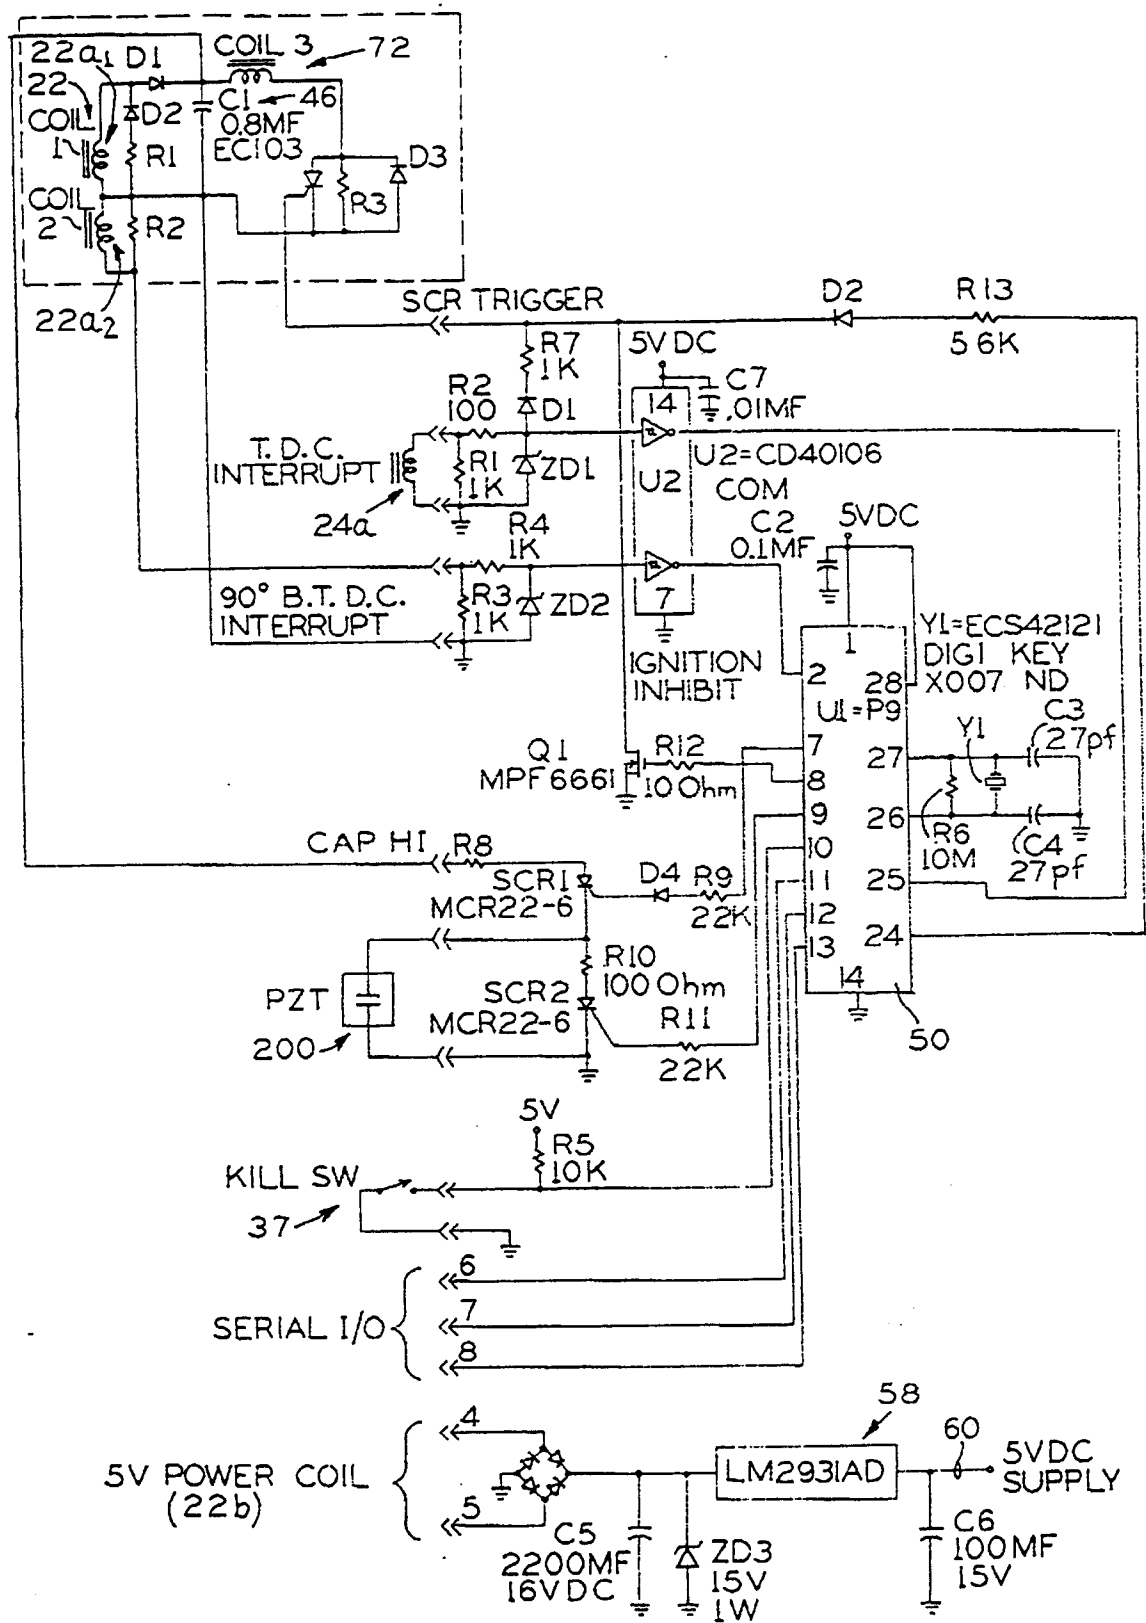 22a1 D1
COIL 3
72
22
C1
46
COIL
1
D2
0.8MF
EC103
R1
D3
R3
COIL
2
R2
22a2
SCR TRIGGER
D2
R13
56K
R7
1K
5VDC
C7
.01MF
R2
100
D1
14
T. D. C.
INTERRUPT
R1
1K
ZD1
U2
U2=CD40106
COM
24a
R4
1K
C2
0.1MF
5VDC
90° B.T.D.C.
INTERRUPT
R3
1K
ZD2
7
Y1=ECS42121
DIGI KEY
X007 ND
IGNITION
INHIBIT
1
2
28
U1=P9
C3
27pf
Y1
Q1
MPF6661
R12
10 Ohm
7
27
8
9
26
R6
10M
C4
27pf
CAP HI
R8
10
SCR1
MCR22-6
D4
R9
22K
11
25
12
13
24
R10
100 Ohm
14
PZT
SCR2
MCR22-6
R11
22K
200
50
5V
R5
10K
KILL SW
37
6
SERIAL I/O
7
8
58
4
60
5V POWER COIL
(22b)
LM2931AD
5VDC
SUPPLY
5
C5
2200MF
16VDC
ZD3
15V
1W
C6
100MF
15V